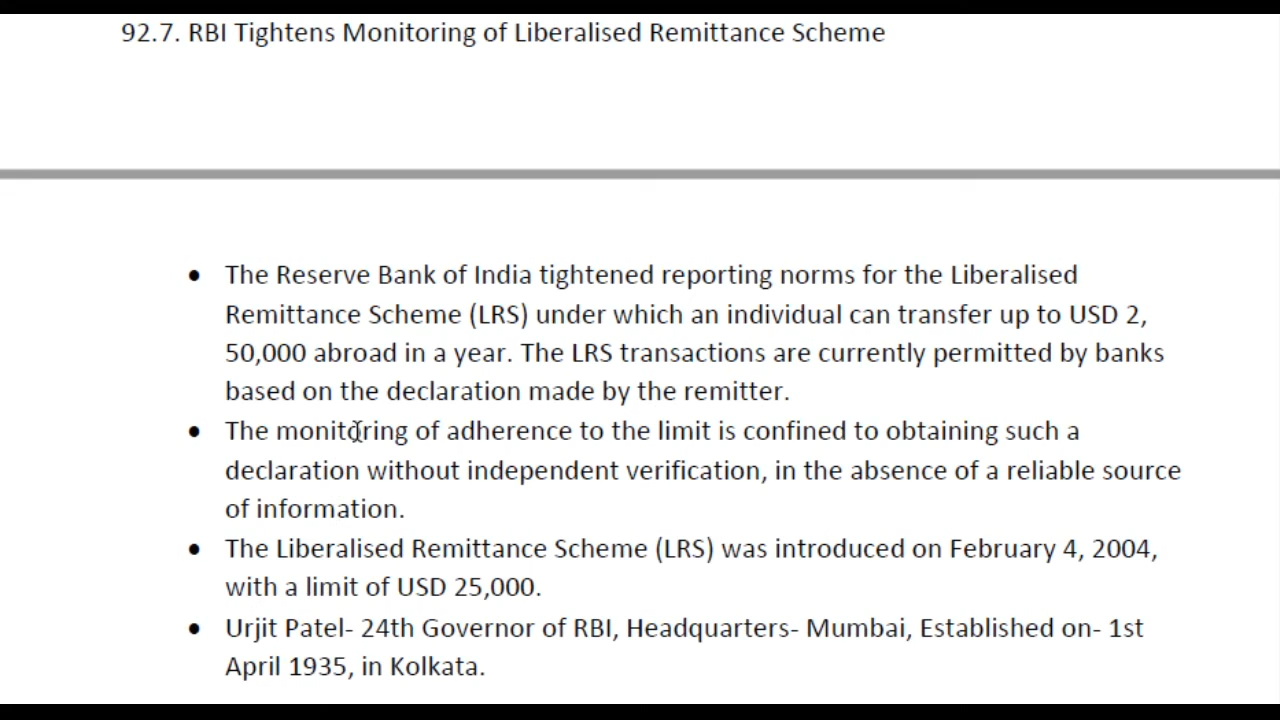 92.7. RBI Tightens Monitoring of Liberalised Remittance Scheme
• The Reserve Bank of India tightened reporting norms for the Liberalised
Remittance Scheme (LRS) under which an individual can transfer up to USD 2,
50,000 abroad in a year. The LRS transactions are currently permitted by banks
based on the declaration made by the remitter.
• The monitoring of adherence to the limit is confined to obtaining such a
declaration without independent verification, in the absence of a reliable source
of information.
• The Liberalised Remittance Scheme (LRS) was introduced on February 4, 2004,
with a limit of USD 25,000.
• Urjit Patel- 24th Governor of RBI, Headquarters- Mumbai, Established on- 1st
April 1935, in Kolkata.